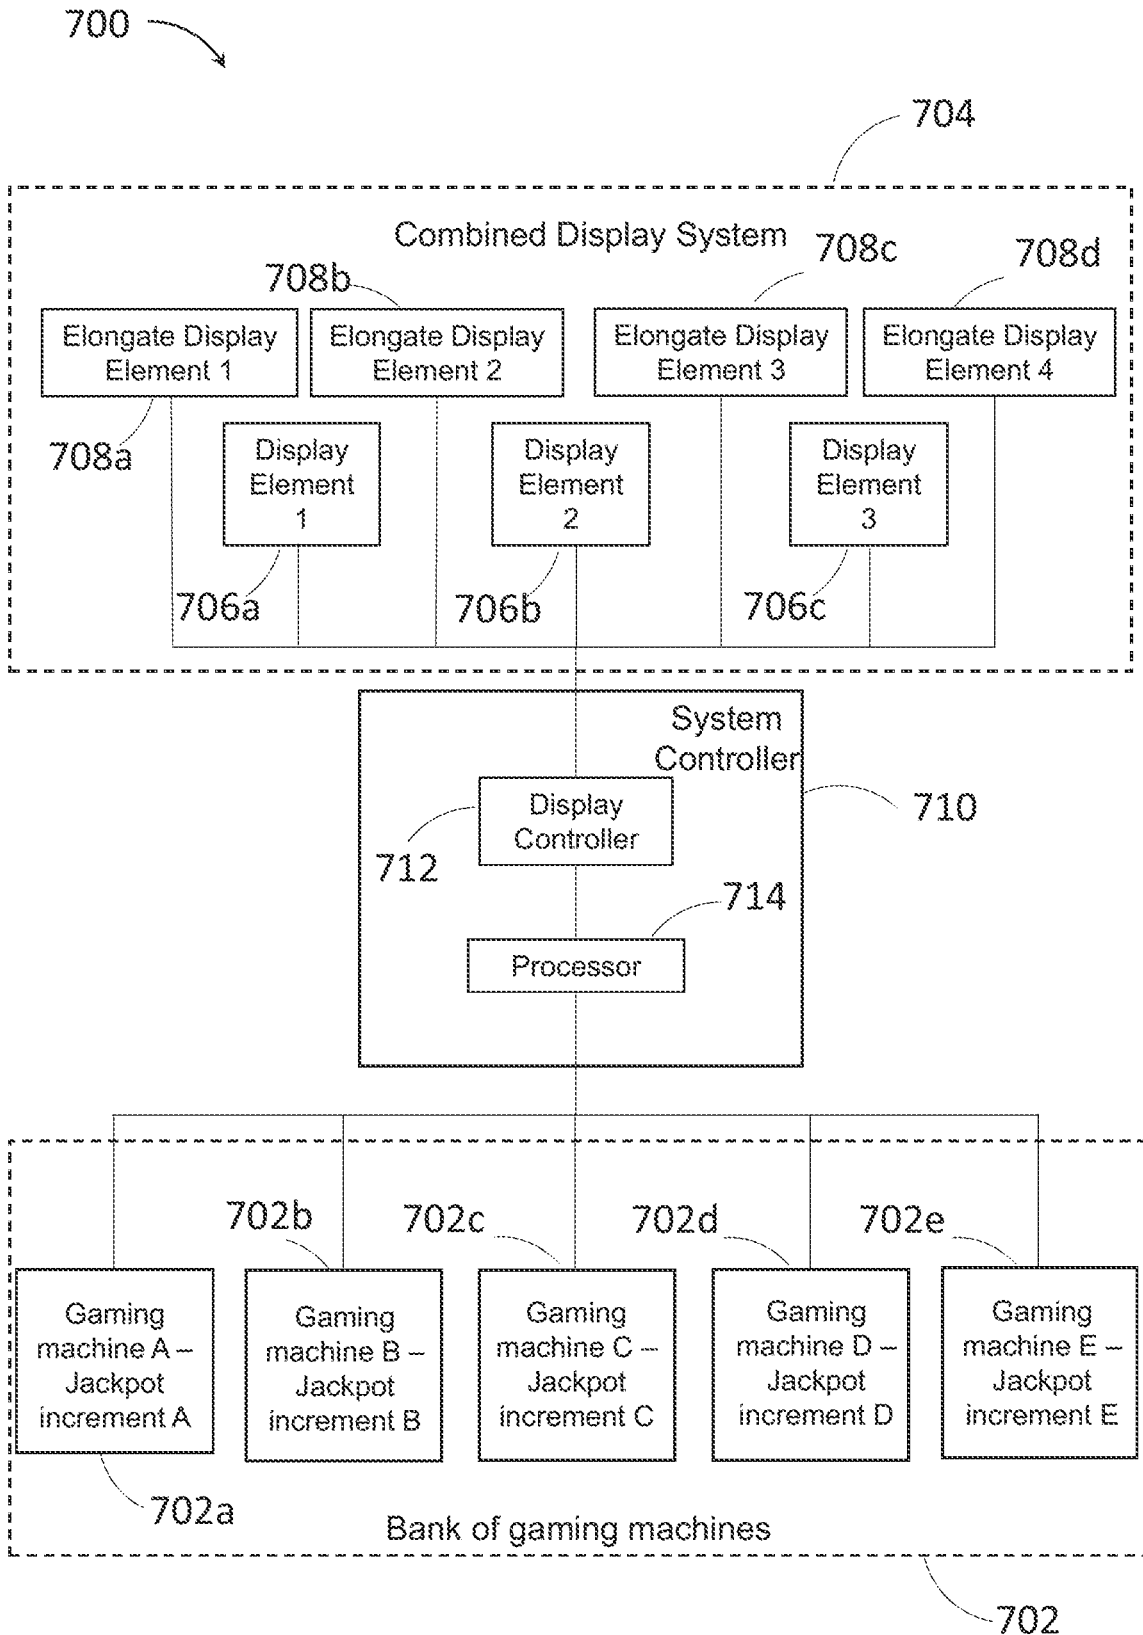 700
704
Combined Display System
708b
708c
708d
Elongate Display
Element 1
Elongate Display
Element 2
Elongate Display
Element 3
Elongate Display
Element 4
708a
Display
Element
1
Display
Element
2
Display
Element
3
706a
706b
706c
System
Controller
710
Display
Controller
712
714
Processor
702b
702c
702d
702e
Gaming
machine A –
Jackpot
increment A
Gaming
machine B –
Jackpot
increment B
Gaming
machine C –
Jackpot
increment C
Gaming
machine D –
Jackpot
increment D
Gaming
machine E –
Jackpot
increment E
702a
Bank of gaming machines
702